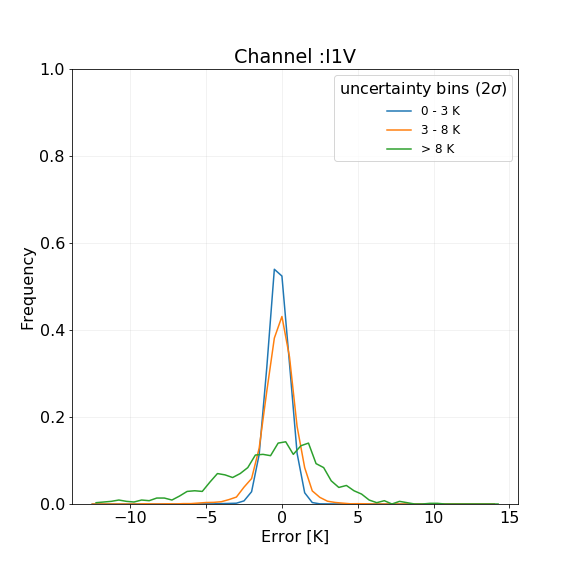 Channel :I1V
uncertainty bins (2σ)
0 - 3 K
3 - 8 K
> 8 K
1.0
0.8
0.6
0.4
0.2
0.0
Frequency
−10
−5
0
5
10
15
Error [K]